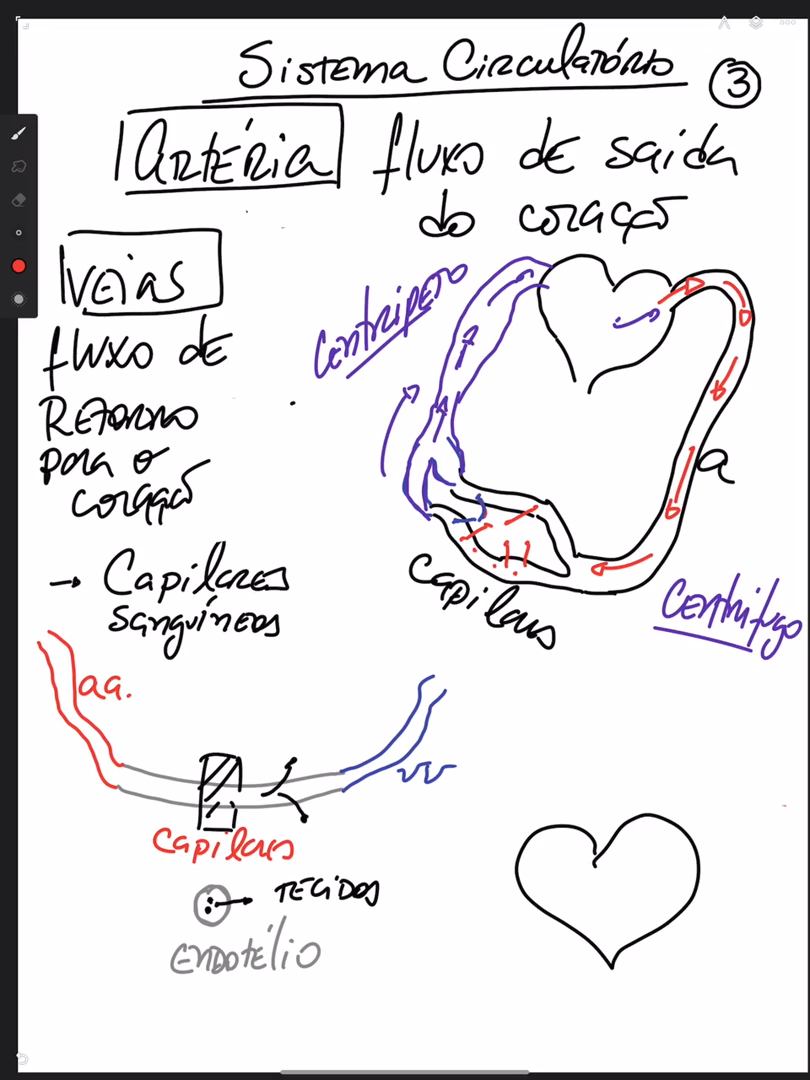 Sistema Circulatório
3
Artéria fluxo de saída
do coração
Veias
fluxo de
Retorno
para o
coração
Centrípeto
a
Capilares
Centrífugo
→ Capilares
sanguíneos
aa.
vv
Capilares
→ Tecidos
Endotélio